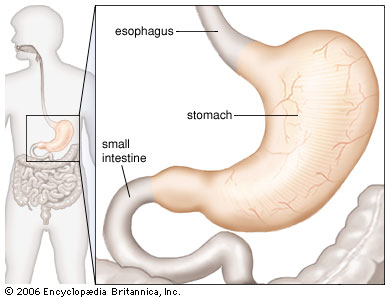 esophagus
stomach
small
intestine
© 2006 Encyclopædia Britannica, Inc.